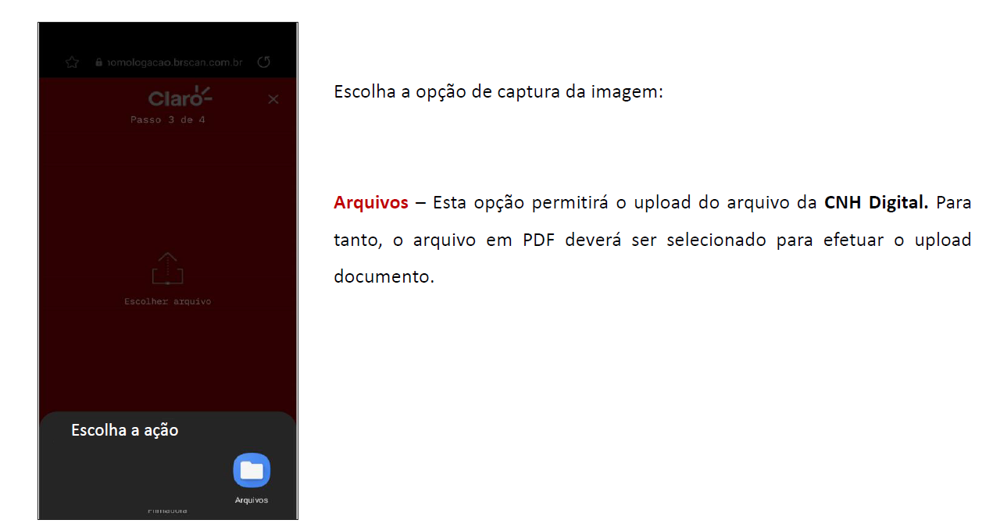 homologacao.brscan.com.br
Claro
Passo 3 de 4
Escolher arquivo
Escolha a ação
Arquivos
Filmadora
Escolha a opção de captura da imagem:
Arquivos – Esta opção permitirá o upload do arquivo da CNH Digital. Para
tanto, o arquivo em PDF deverá ser selecionado para efetuar o upload
documento.